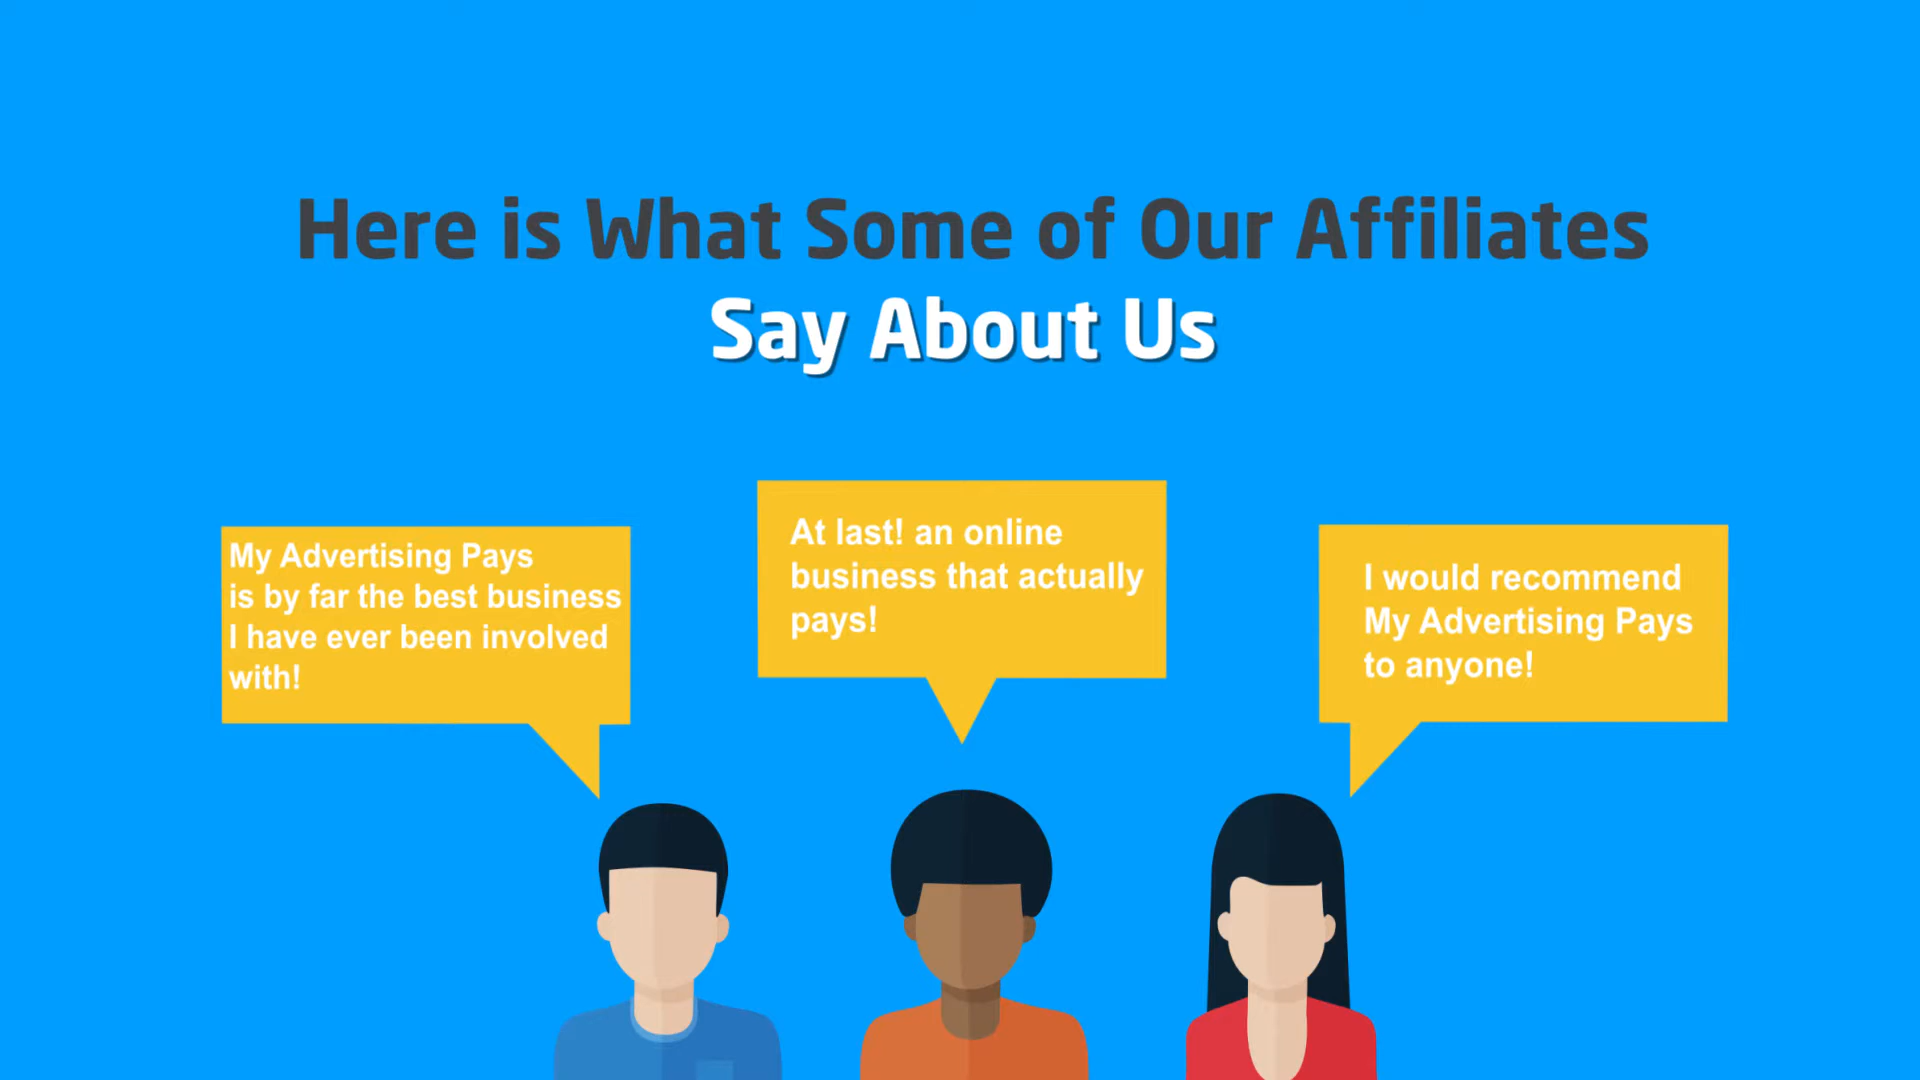 Here is What Some of Our Affiliates
Say About Us
My Advertising Pays
is by far the best business
I have ever been involved
with!
At last! an online
business that actually
pays!
I would recommend
My Advertising Pays
to anyone!